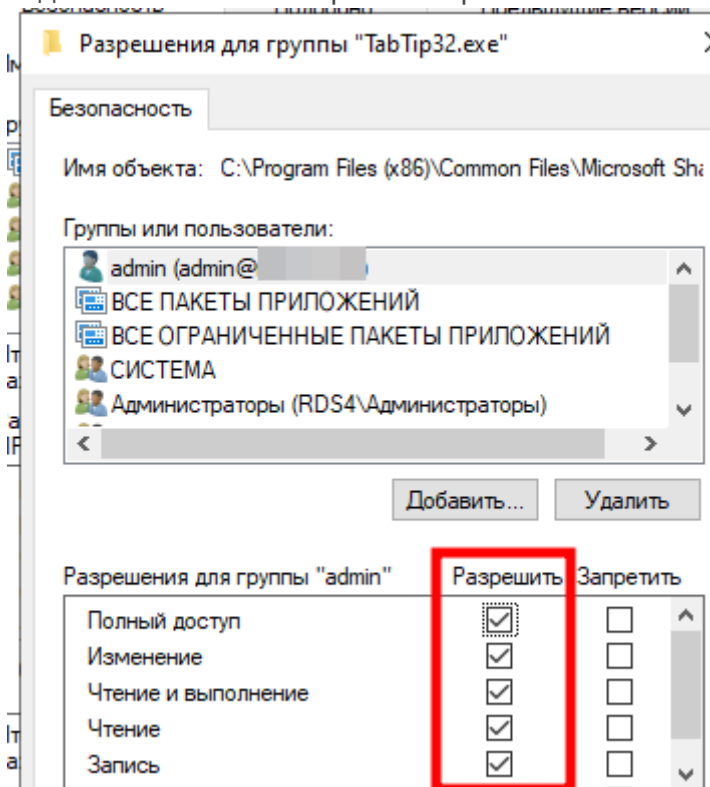 Разрешения для группы "TabTip32.exe"
Безопасность
Имя объекта: C:\Program Files (x86)\Common Files\Microsoft Sha
Группы или пользователи:
admin (admin@
ВСЕ ПАКЕТЫ ПРИЛОЖЕНИЙ
ВСЕ ОГРАНИЧЕННЫЕ ПАКЕТЫ ПРИЛОЖЕНИЙ
СИСТЕМА
Администраторы (RDS4\Администраторы)
Добавить... Удалить
Разрешения для группы "admin" Разрешить Запретить
Полный доступ
Изменение
Чтение и выполнение
Чтение
Запись